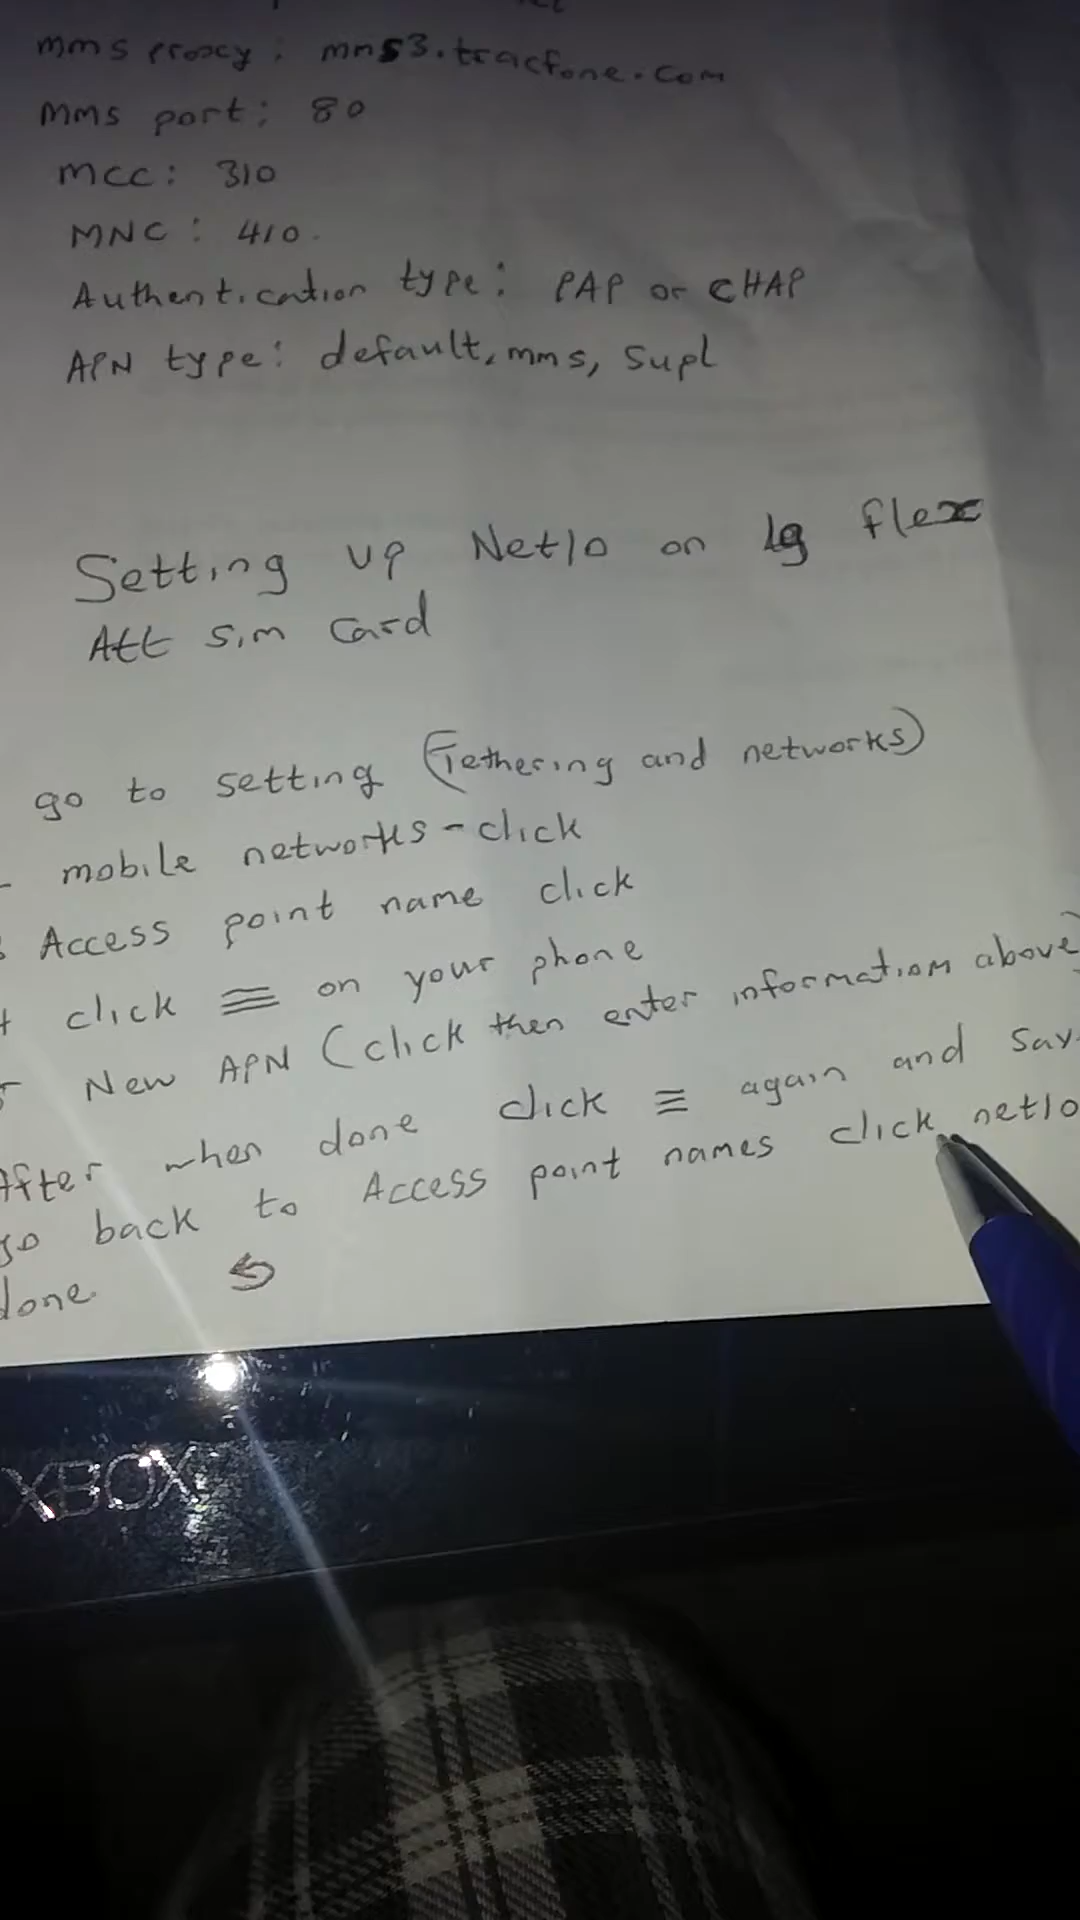 mms proxy: mms3.tracfone.com
mms port: 80
MCC: 310
MNC: 410.
Authentication type: PAP or CHAP
APN type: default, mms, supl
Setting up Net10 on lg flex
Att sim card
go to setting (Tethering and networks)
mobile networks - click
Access point name click
click ≡ on your phone
New APN (click then enter information above)
After when done click ≡ again and sav
go back to Access point names click net10
done
XBOX